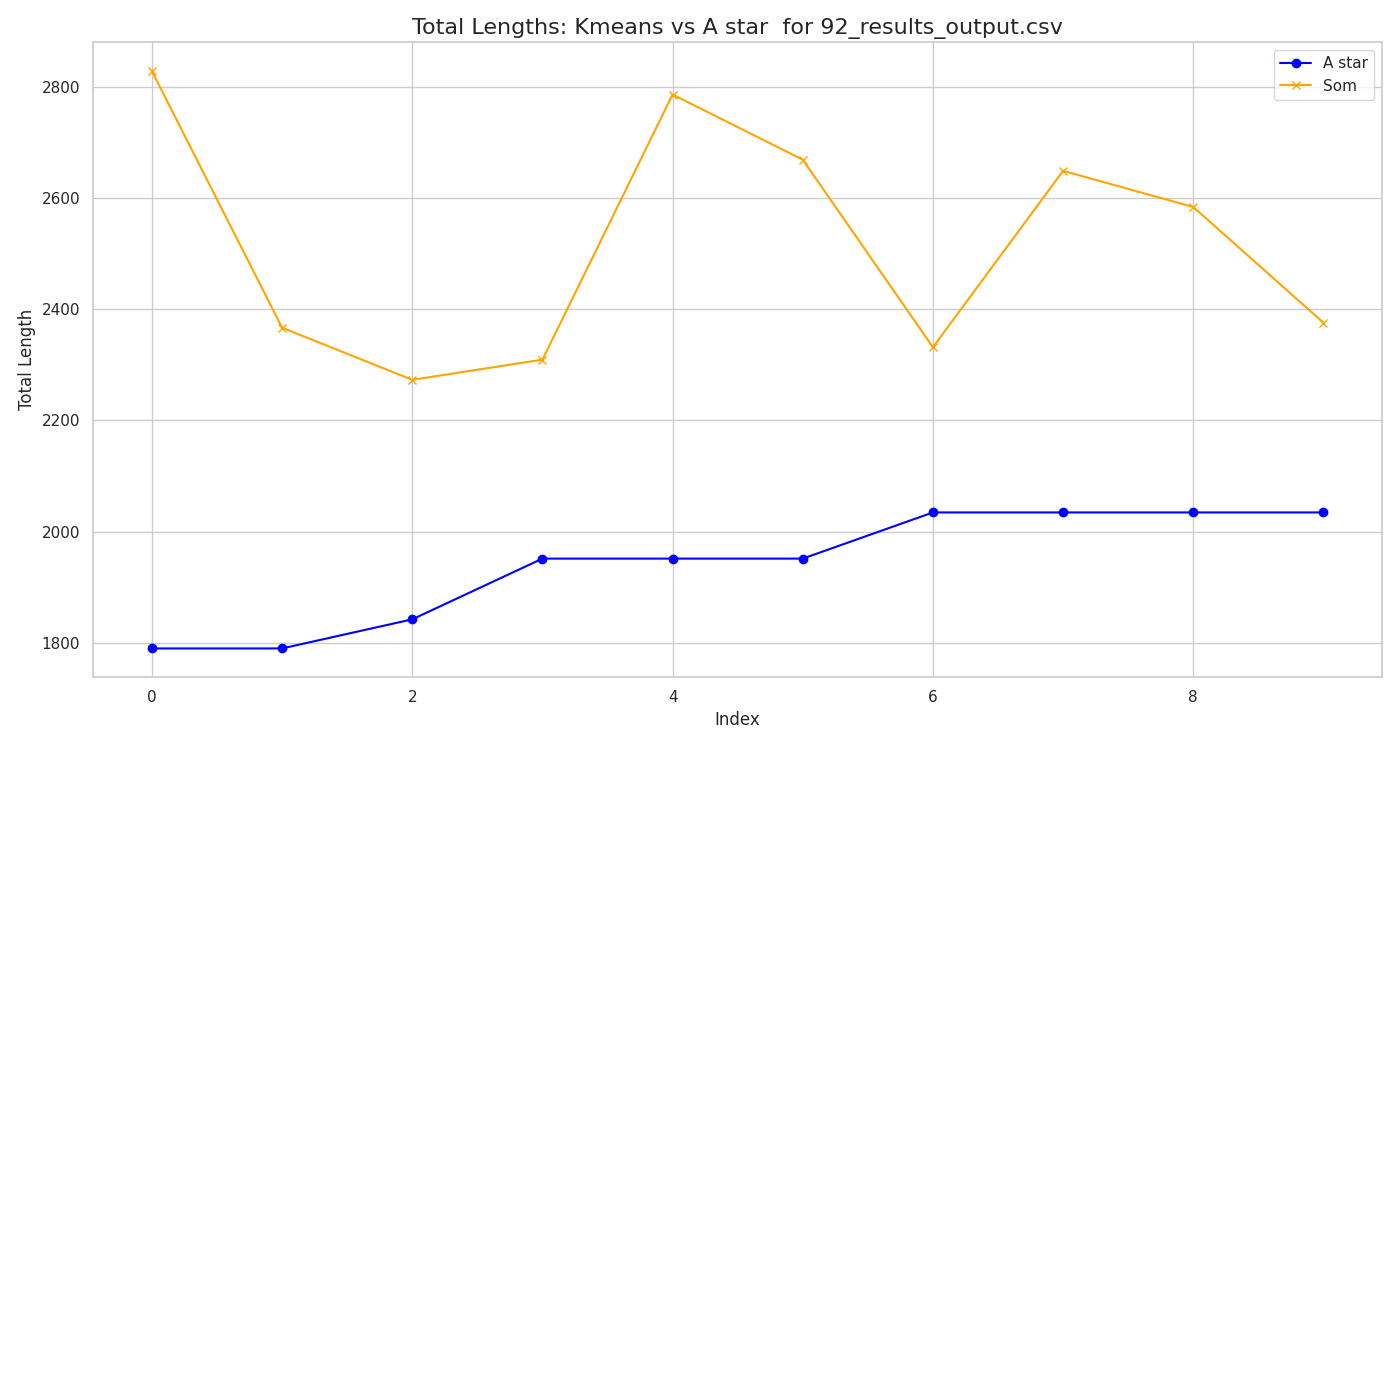 Total Lengths: Kmeans vs A star  for 92_results_output.csv
A star
Som
2800
2600
2400
2200
2000
1800
Total Length
0
2
4
6
8
Index